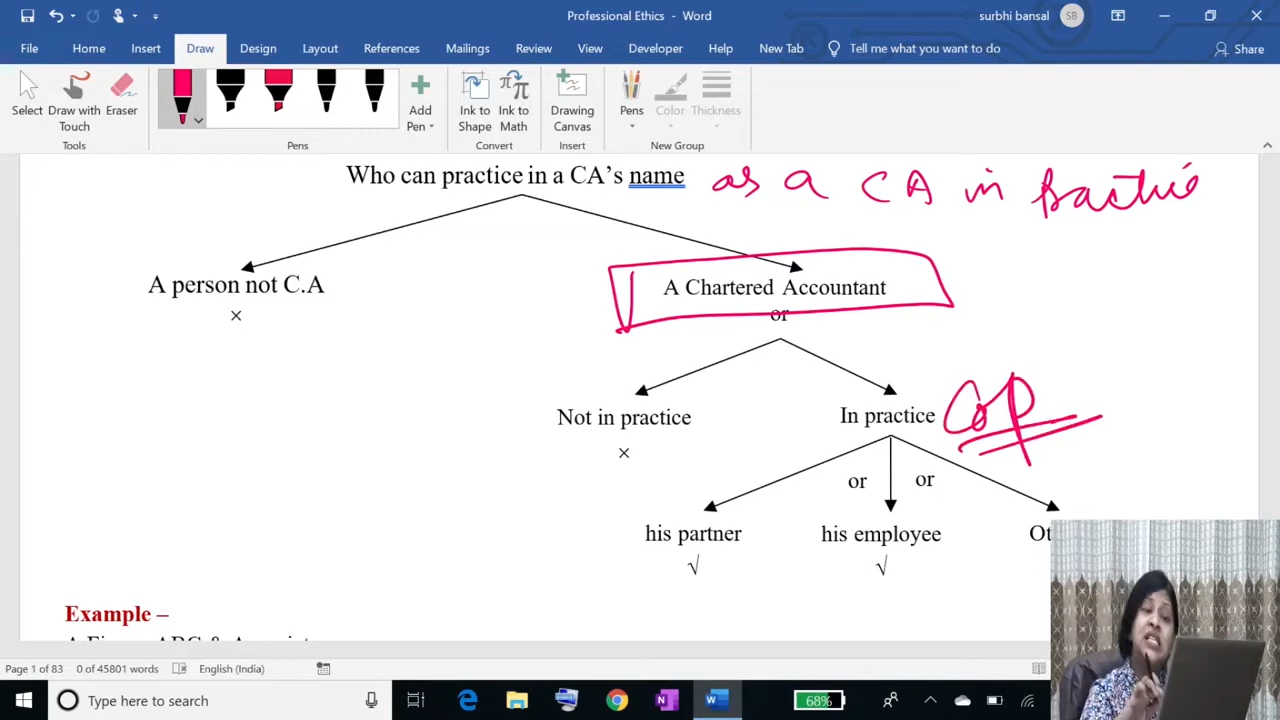 Professional Ethics - Word
surbhi bansal
SB
File Home Insert Draw Design Layout References Mailings Review View Developer Help New Tab Tell me what you want to do Share
Select Draw with Touch Eraser Add Pen Ink to Shape Ink to Math Drawing Canvas Pens Color Thickness
Tools Pens Convert Insert New Group
Who can practice in a CA's name as a CA in practice
A person not C.A
×
A Chartered Accountant
or
Not in practice
×
In practice COP
or or
his partner
√
his employee
√
Example –
Page 1 of 83 0 of 45801 words English (India)
Type here to search
68%